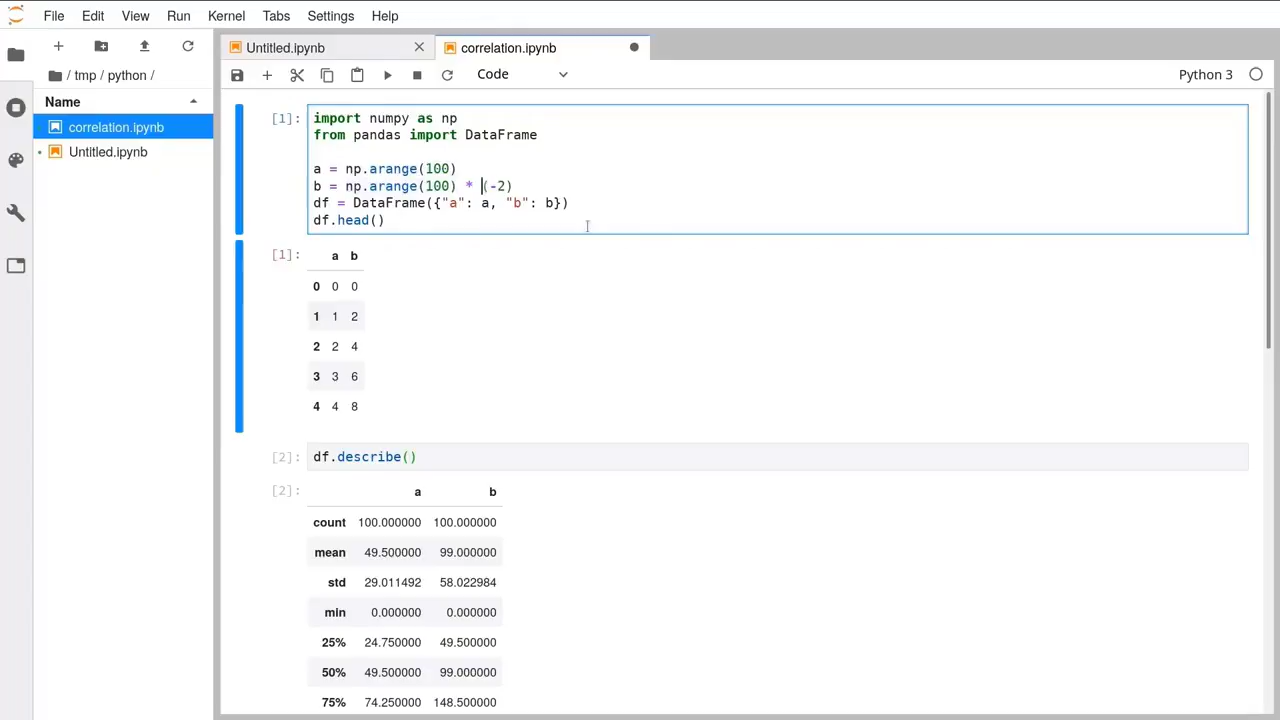 File Edit View Run Kernel Tabs Settings Help
/ tmp / python /
Name
correlation.ipynb
Untitled.ipynb
Untitled.ipynb
correlation.ipynb
Code
Python 3
[1]:
import numpy as np
from pandas import DataFrame
a = np.arange(100)
b = np.arange(100) * (-2)
df = DataFrame({"a": a, "b": b})
df.head()
[1]:
a b
0 0 0
1 1 2
2 2 4
3 3 6
4 4 8
[2]:
df.describe()
[2]:
a b
count 100.000000 100.000000
mean 49.500000 99.000000
std 29.011492 58.022984
min 0.000000 0.000000
25% 24.750000 49.500000
50% 49.500000 99.000000
75% 74.250000 148.500000